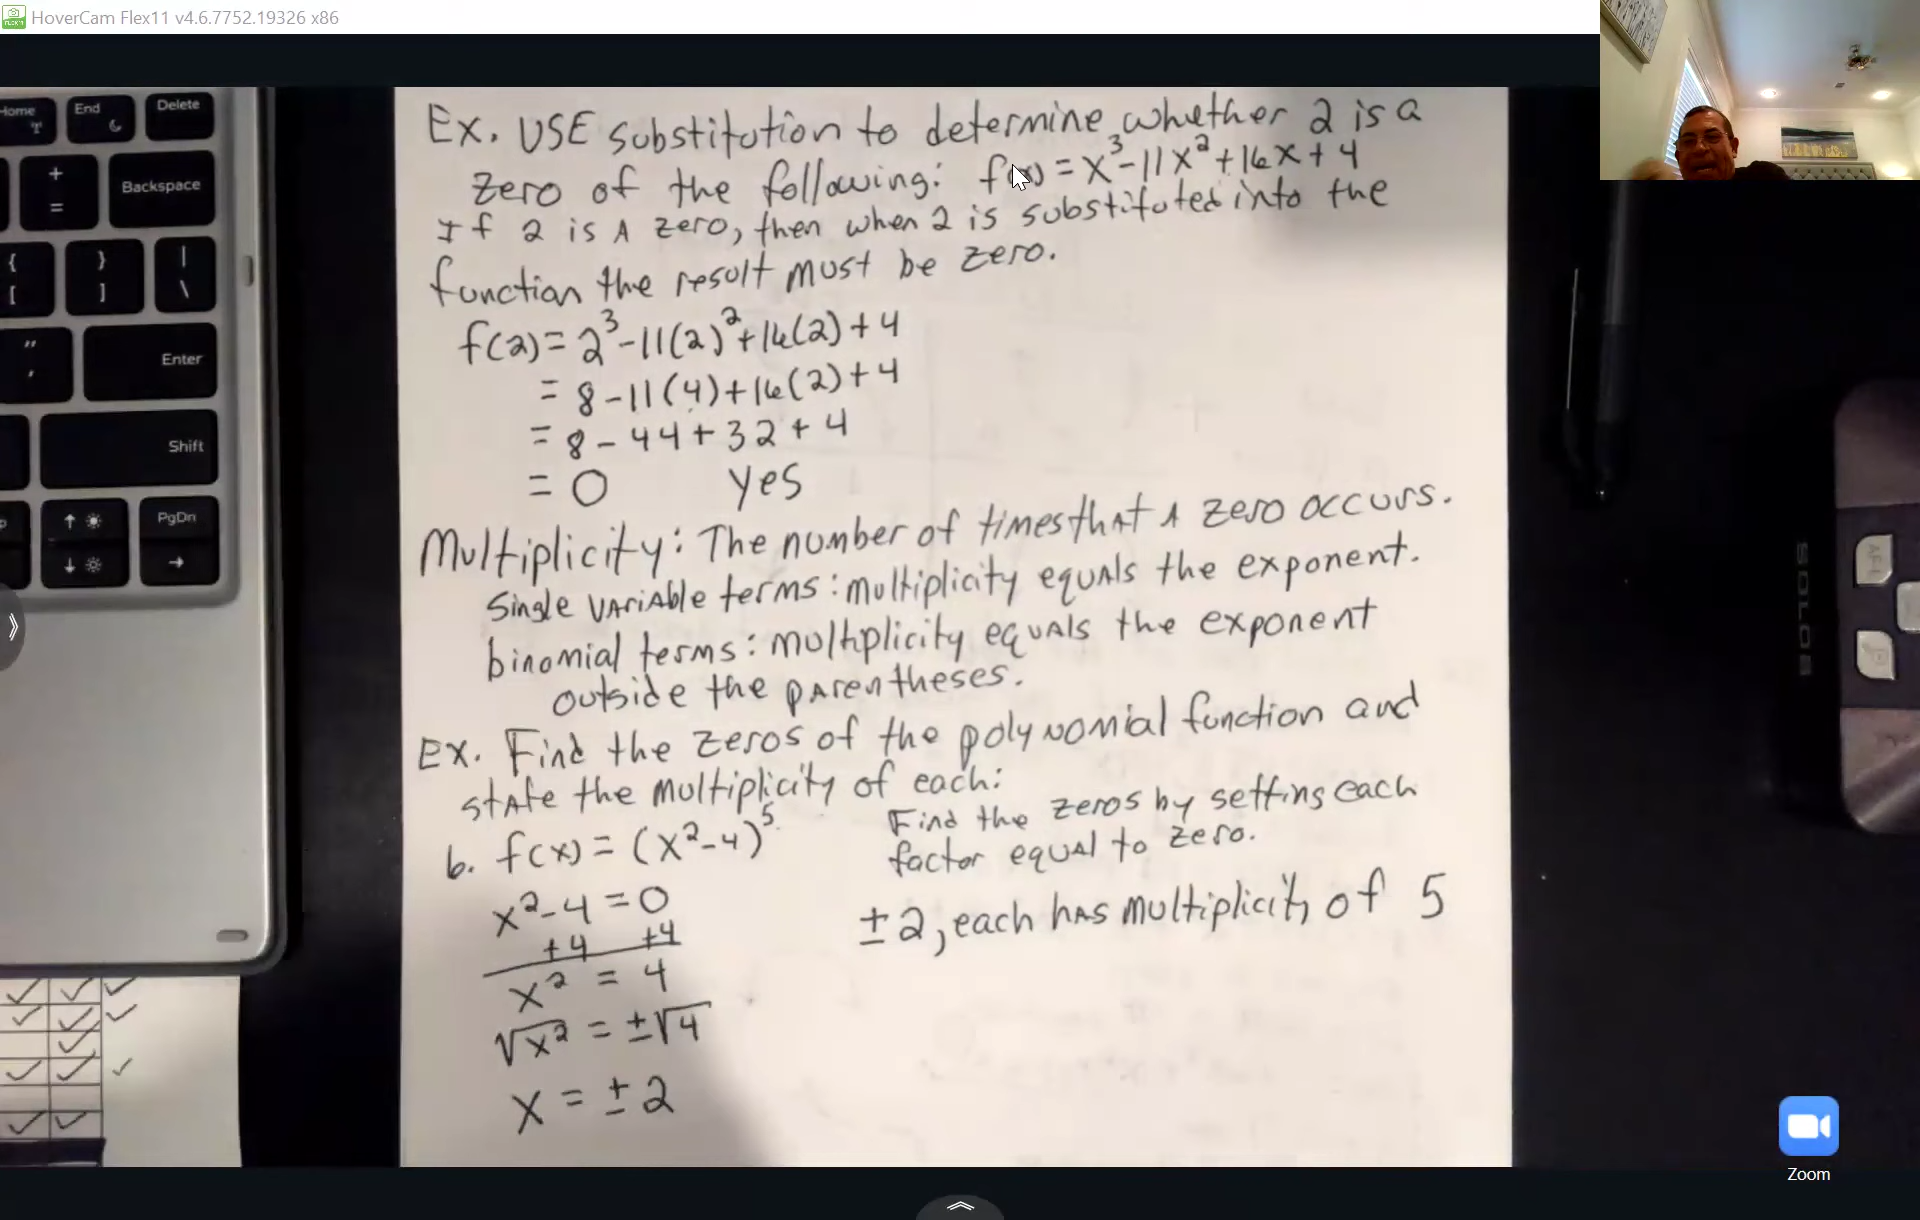 HoverCam Flex11 v4.6.7752.19326 x86
Home
End
Delete
+
=
Backspace
{
[
}
]
|
\
"
,
Enter
Shift
PgDn
Ex. USE substitution to determine whether 2 is a
zero of the following: f(x) = x³-11x²+16x+4
If 2 is A zero, then when 2 is substituted into the
function the result must be zero.
f(2) = 2³-11(2)²+16(2)+4
= 8-11(4)+16(2)+4
= 8-44+32+4
= 0 yes
Multiplicity: The number of times that A zero occurs.
Single variable terms: multiplicity equals the exponent.
binomial terms: multiplicity equals the exponent
outside the parentheses.
Ex. Find the zeros of the polynomial function and
state the multiplicity of each:
b. f(x) = (x²-4)⁵
Find the zeros by setting each
factor equal to zero.
x²-4 = 0
+4 +4
x² = 4
√x² = ±√4
x = ±2
±2, each has multiplicity of 5
SOLO8
AF
Zoom